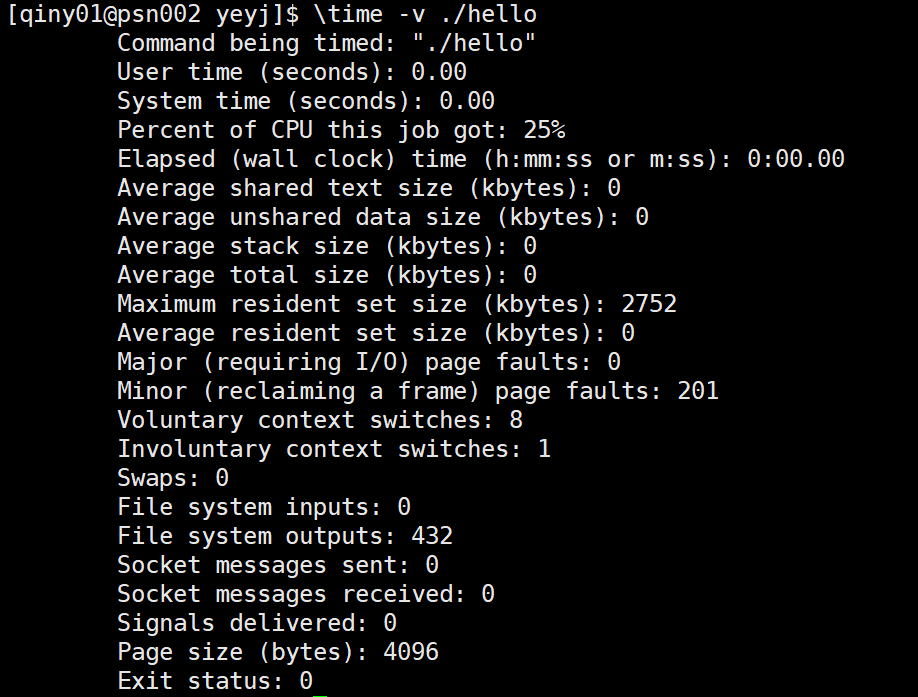 [qiny01@psn002 yeyj]$ \time -v ./hello
Command being timed: "./hello"
User time (seconds): 0.00
System time (seconds): 0.00
Percent of CPU this job got: 25%
Elapsed (wall clock) time (h:mm:ss or m:ss): 0:00.00
Average shared text size (kbytes): 0
Average unshared data size (kbytes): 0
Average stack size (kbytes): 0
Average total size (kbytes): 0
Maximum resident set size (kbytes): 2752
Average resident set size (kbytes): 0
Major (requiring I/O) page faults: 0
Minor (reclaiming a frame) page faults: 201
Voluntary context switches: 8
Involuntary context switches: 1
Swaps: 0
File system inputs: 0
File system outputs: 432
Socket messages sent: 0
Socket messages received: 0
Signals delivered: 0
Page size (bytes): 4096
Exit status: 0